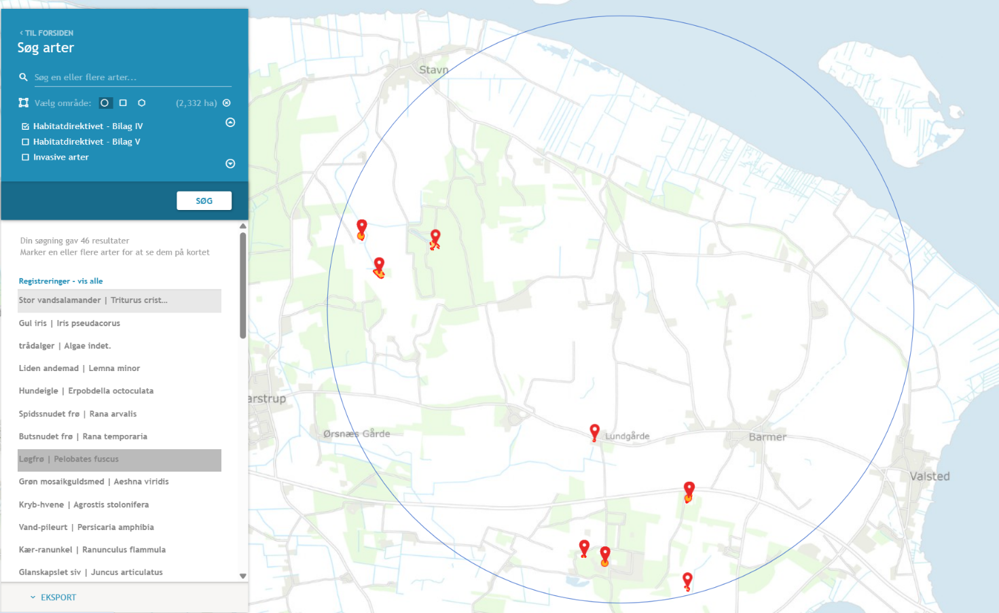 ‹ TIL FORSIDEN
Søg arter
Søg en eller flere arter...
Vælg område:
(2,332 ha)
Habitatdirektivet - Bilag IV
Habitatdirektivet - Bilag V
Invasive arter
SØG
Din søgning gav 46 resultater
Marker en eller flere arter for at se dem på kortet
Registreringer - vis alle
Stor vandsalamander | Triturus crist...
Gul iris | Iris pseudacorus
trådalger | Algae indet.
Liden andemad | Lemna minor
Hundeigle | Erpobdella octoculata
Spidssnudet frø | Rana arvalis
Butsnudet frø | Rana temporaria
Løgfrø | Pelobates fuscus
Grøn mosaikguldsmed | Aeshna viridis
Kryb-hvene | Agrostis stolonifera
Vand-pileurt | Persicaria amphibia
Kær-ranunkel | Ranunculus flammula
Glanskapslet siv | Juncus articulatus
EKSPORT
Stavn
arstrup
Ørsnæs Gårde
Lundgårde
Barmer
Valsted